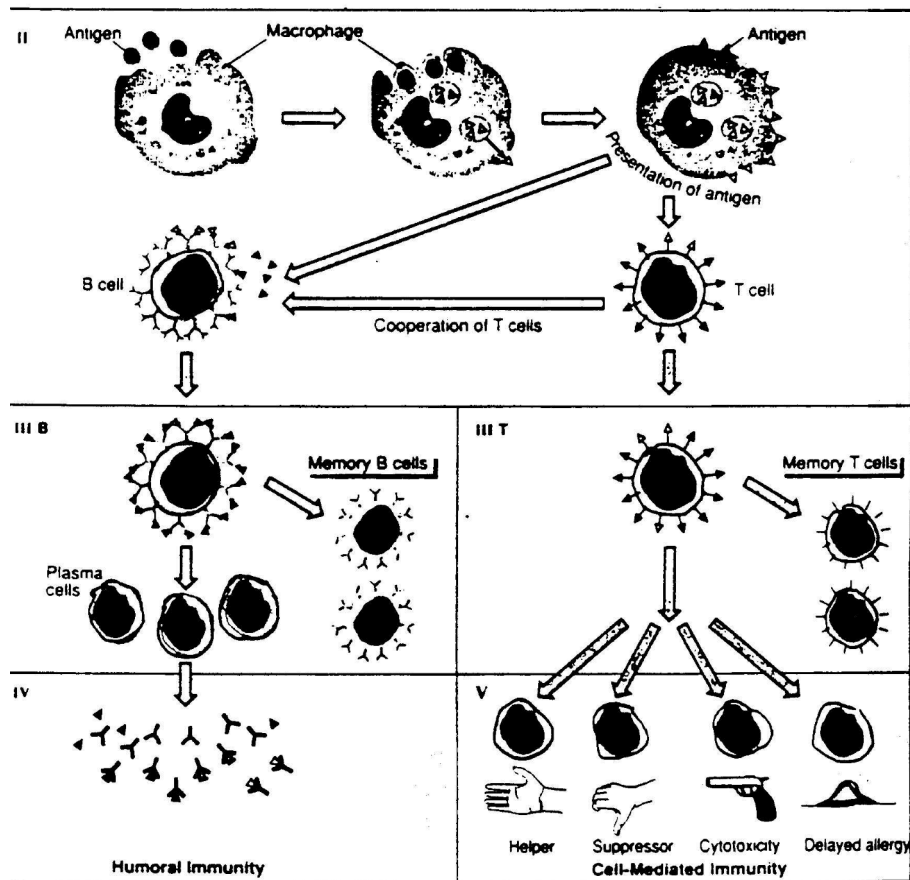 II
Antigen
Macrophage
Antigen
Presentation of antigen
B cell
T cell
Cooperation of T cells
III B
Memory B cells
Plasma
cells
III T
Memory T cells
IV
Humoral Immunity
V
Helper
Suppressor
Cytotoxicity
Delayed allergy
Cell-Mediated Immunity